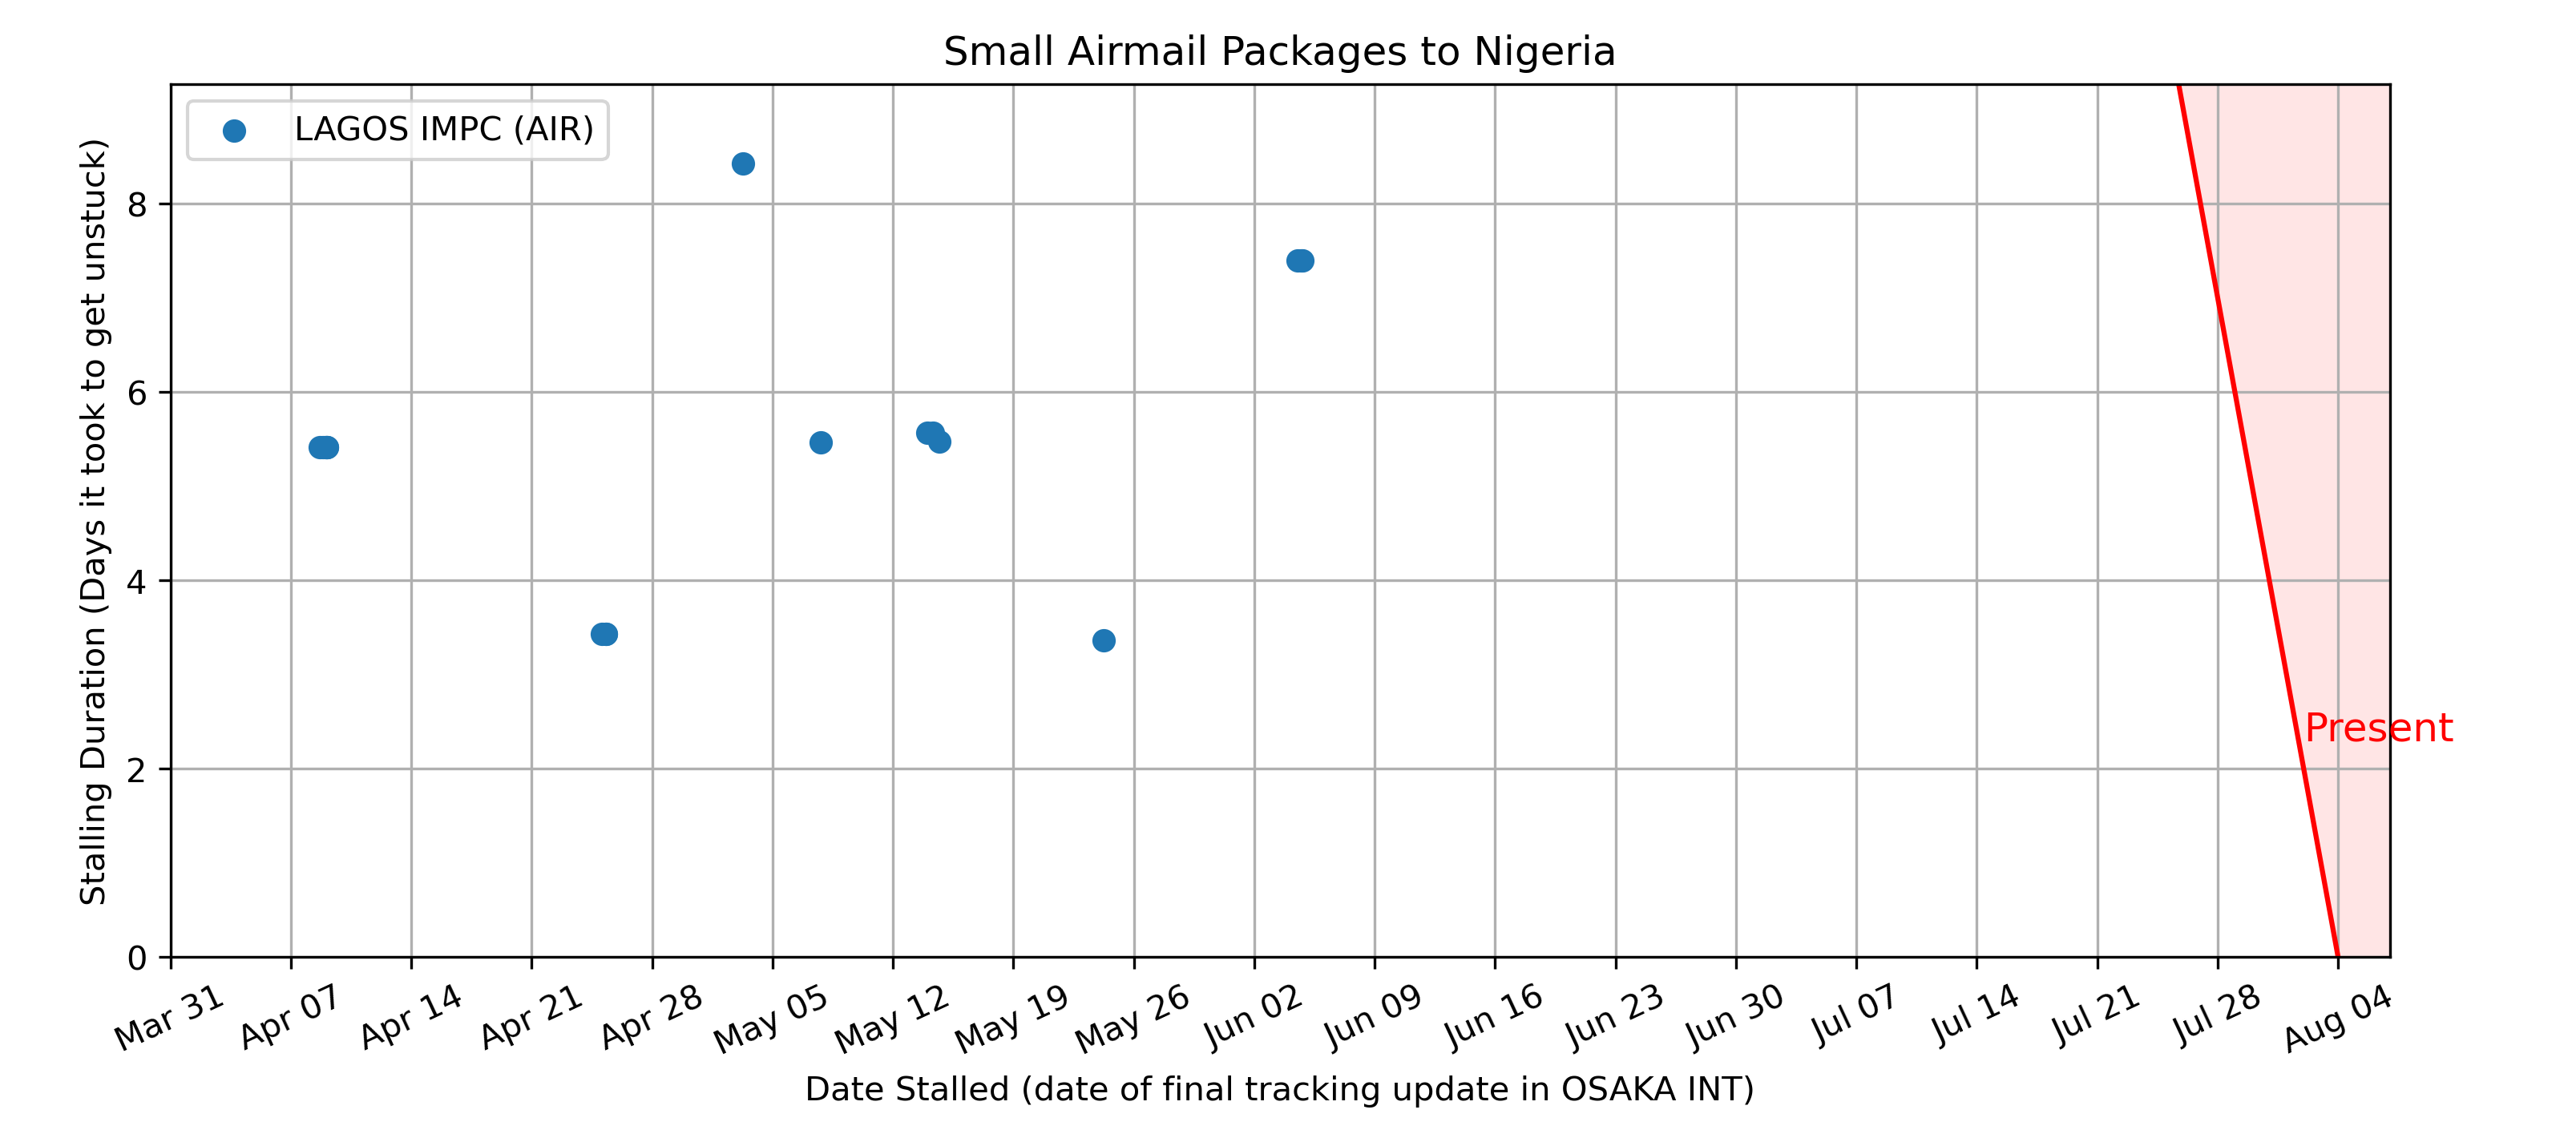 Small Airmail Packages to Nigeria
LAGOS IMPC (AIR)
Stalling Duration (Days it took to get unstuck)
8
6
4
2
0
Present
Mar 31
Apr 07
Apr 14
Apr 21
Apr 28
May 05
May 12
May 19
May 26
Jun 02
Jun 09
Jun 16
Jun 23
Jun 30
Jul 07
Jul 14
Jul 21
Jul 28
Aug 04
Date Stalled (date of final tracking update in OSAKA INT)